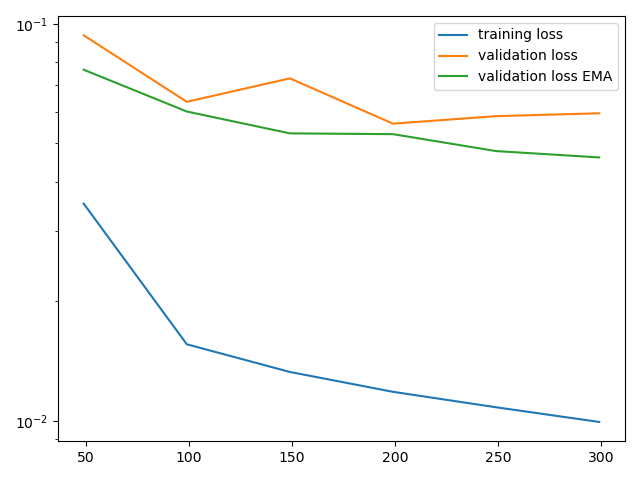 10⁻¹
10⁻²
training loss
validation loss
validation loss EMA
50 100 150 200 250 300